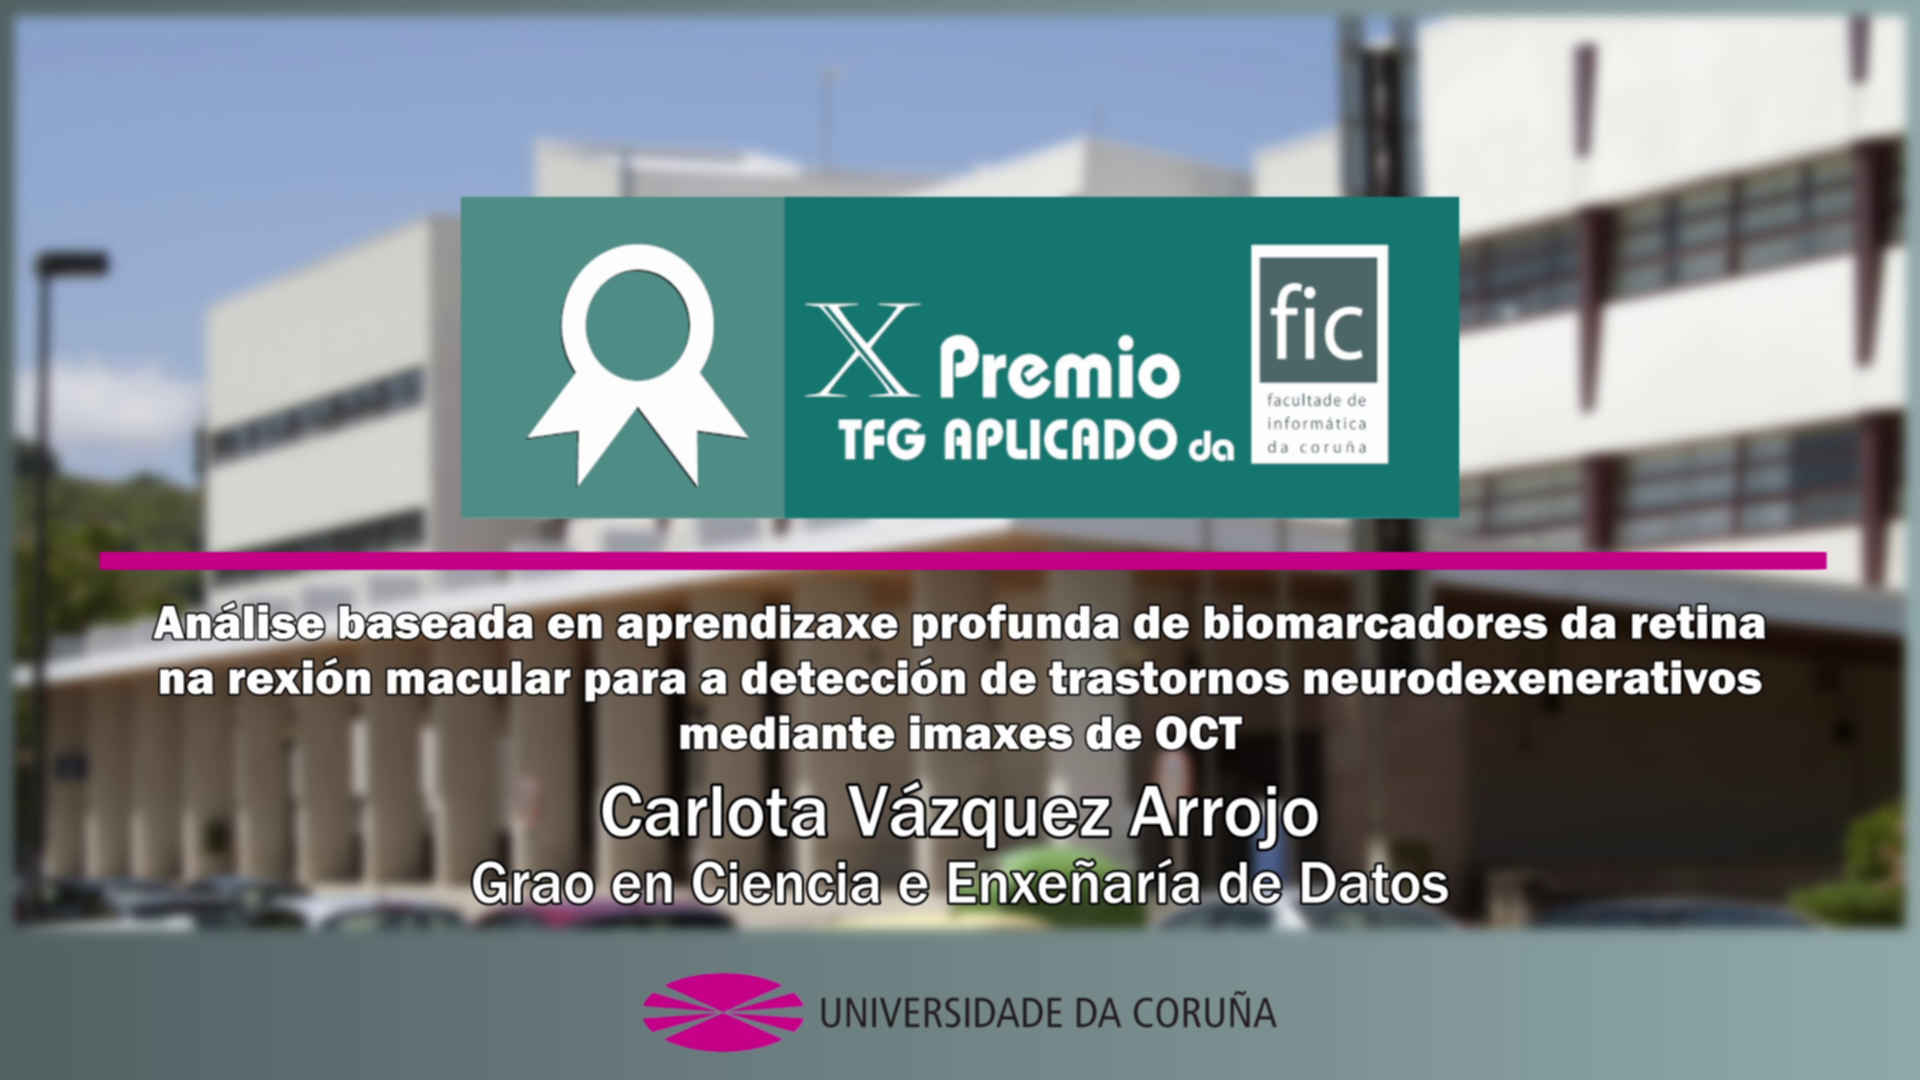 X Premio
TFG APLICADO da
fic
facultade de
informática
da coruña
Análise baseada en aprendizaxe profunda de biomarcadores da retina
na rexión macular para a detección de trastornos neurodexenerativos
mediante imaxes de OCT
Carlota Vázquez Arrojo
Grao en Ciencia e Enxeñaría de Datos
UNIVERSIDADE DA CORUÑA